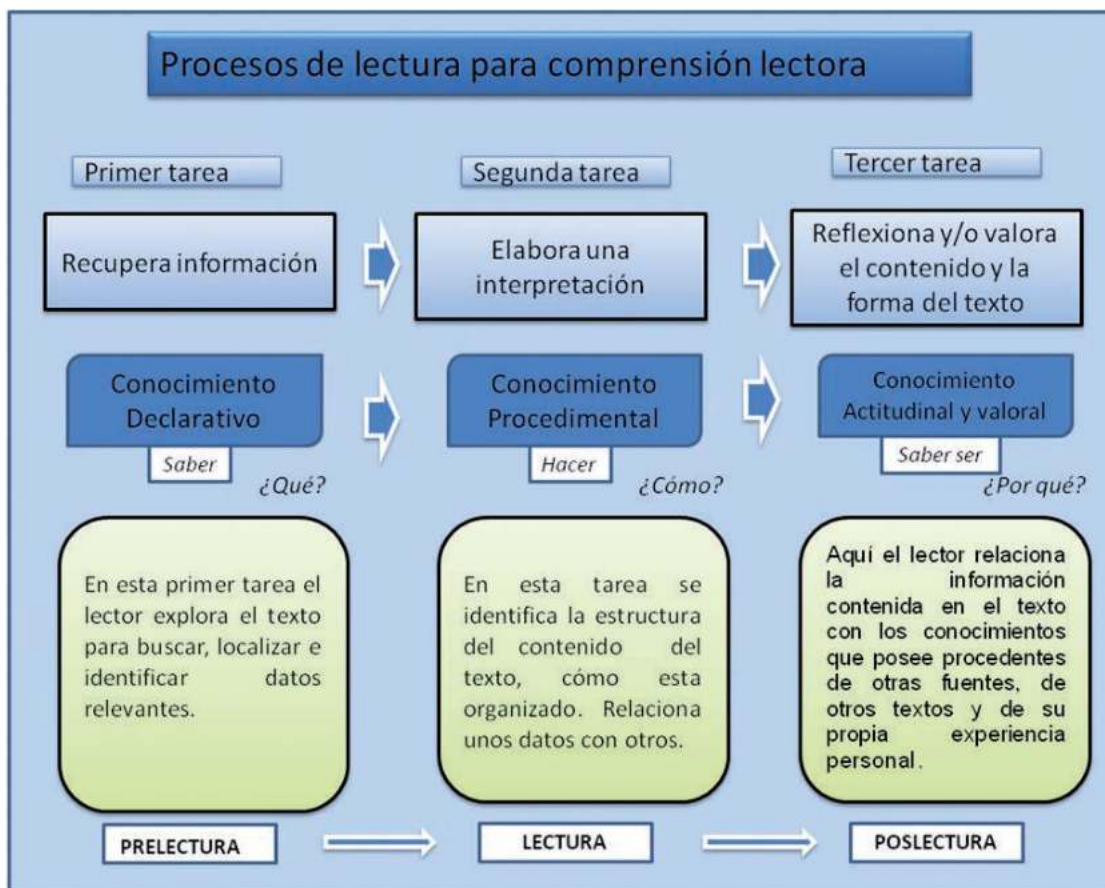 Procesos de lectura para comprensión lectora
Primer tarea
Segunda tarea
Tercer tarea
Recupera información
Elabora una
interpretación
Reflexiona y/o valora
el contenido y la
forma del texto
Conocimiento
Declarativo
Saber
¿Qué?
Conocimiento
Procedimental
Hacer
¿Cómo?
Conocimiento
Actitudinal y valoral
Saber ser
¿Por qué?
En esta primer tarea el
lector explora el texto
para buscar, localizar e
identificar datos
relevantes.
En esta tarea se
identifica la estructura
del contenido del
texto, cómo esta
organizado. Relaciona
unos datos con otros.
Aquí el lector relaciona
la información
contenida en el texto
con los conocimientos
que posee procedentes
de otras fuentes, de
otros textos y de su
propia experiencia
personal.
PRELECTURA
LECTURA
POSLECTURA